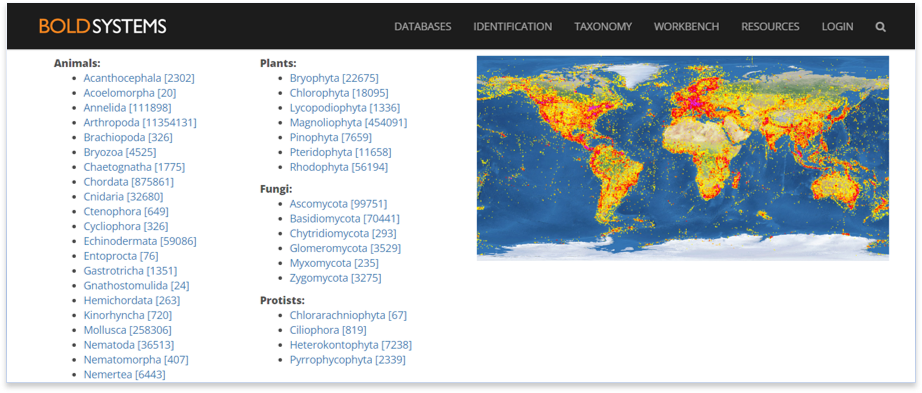 BOLDSYSTEMS
DATABASES IDENTIFICATION TAXONOMY WORKBENCH RESOURCES LOGIN
Animals:
Acanthocephala [2302]
Acoelomorpha [20]
Annelida [111898]
Arthropoda [11354131]
Brachiopoda [326]
Bryozoa [4525]
Chaetognatha [1775]
Chordata [875861]
Cnidaria [32680]
Ctenophora [649]
Cycliophora [326]
Echinodermata [59086]
Entoprocta [76]
Gastrotricha [1351]
Gnathostomulida [24]
Hemichordata [263]
Kinorhyncha [720]
Mollusca [258306]
Nematoda [36513]
Nematomorpha [407]
Nemertea [6443]
Plants:
Bryophyta [22675]
Chlorophyta [18095]
Lycopodiophyta [1336]
Magnoliophyta [454091]
Pinophyta [7659]
Pteridophyta [11658]
Rhodophyta [56194]
Fungi:
Ascomycota [99751]
Basidiomycota [70441]
Chytridiomycota [293]
Glomeromycota [3529]
Myxomycota [235]
Zygomycota [3275]
Protists:
Chlorarachniophyta [67]
Ciliophora [819]
Heterokontophyta [7238]
Pyrrophycophyta [2339]